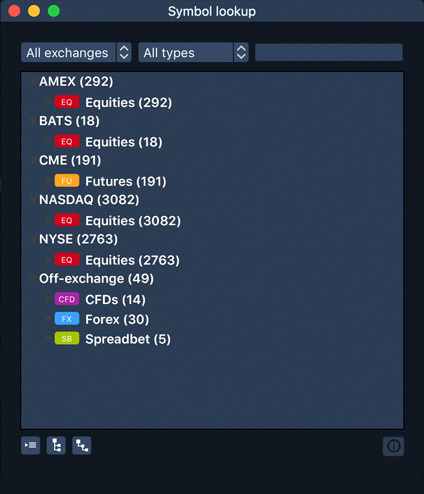 Symbol lookup
All exchanges All types
AMEX (292)
EQ Equities (292)
BATS (18)
EQ Equities (18)
CME (191)
FU Futures (191)
NASDAQ (3082)
EQ Equities (3082)
NYSE (2763)
EQ Equities (2763)
Off-exchange (49)
CFD CFDs (14)
FX Forex (30)
SB Spreadbet (5)